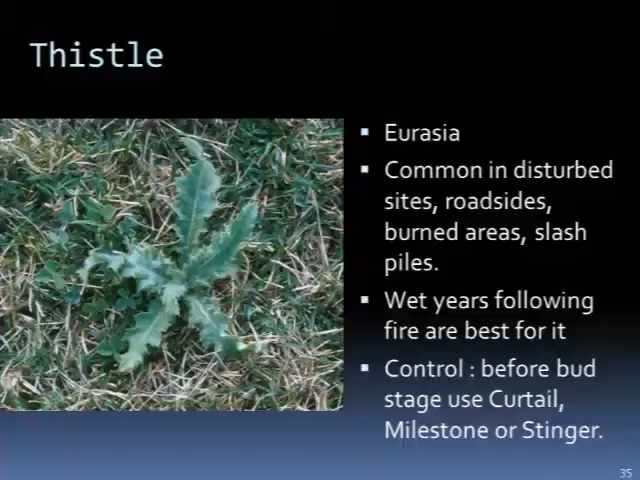 Thistle
▪ Eurasia
▪ Common in disturbed
sites, roadsides,
burned areas, slash
piles.
▪ Wet years following
fire are best for it
▪ Control : before bud
stage use Curtail,
Milestone or Stinger.
35